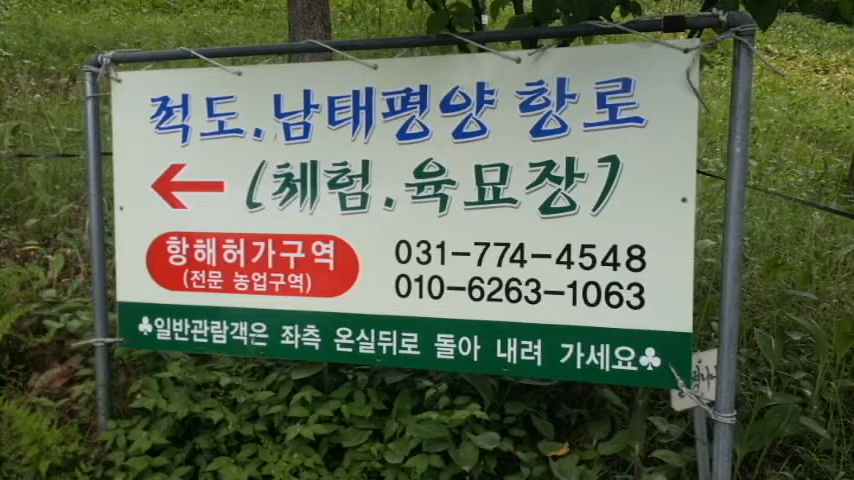 적도.남태평양 항로
←(체험.육묘장)
항해허가구역
(전문 농업구역)
031-774-4548
010-6263-1063
♣일반관람객은 좌측 온실뒤로 돌아 내려 가세요♣